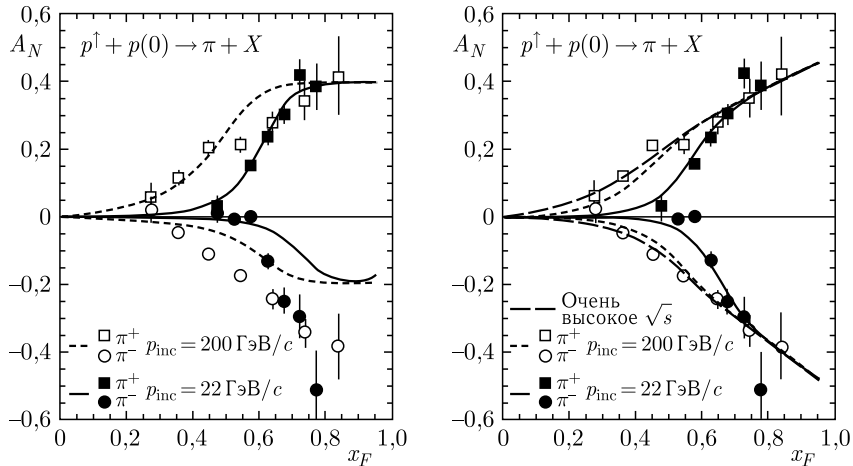 0,6
A_N
p↑ + p(0) → π + X
0,4
0,2
0
−0,2
π⁺
π⁻ p_inc = 200 ГэВ/c
−0,4
π⁺
π⁻ p_inc = 22 ГэВ/c
−0,6
0 0,2 0,4 0,6 0,8 1,0
x_F
0,6
A_N
p↑ + p(0) → π + X
0,4
0,2
0
−0,2
Очень
высокое √s
π⁺
π⁻ p_inc = 200 ГэВ/c
−0,4
π⁺
π⁻ p_inc = 22 ГэВ/c
−0,6
0 0,2 0,4 0,6 0,8 1,0
x_F